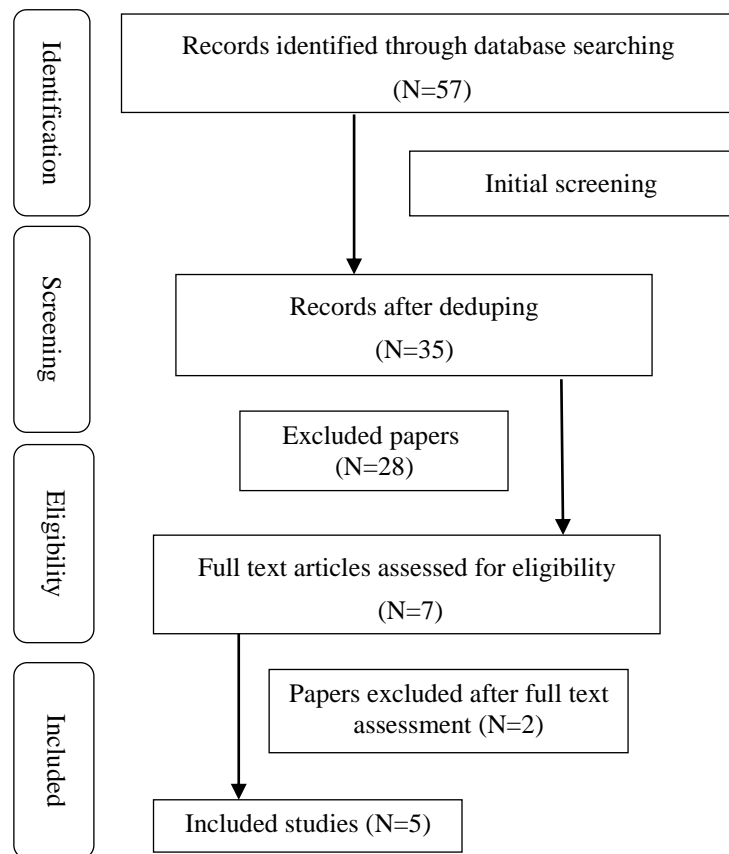 Identification
Records identified through database searching
(N=57)
Initial screening
Screening
Records after deduping
(N=35)
Excluded papers
(N=28)
Eligibility
Full text articles assessed for eligibility
(N=7)
Included
Papers excluded after full text
assessment (N=2)
Included studies (N=5)